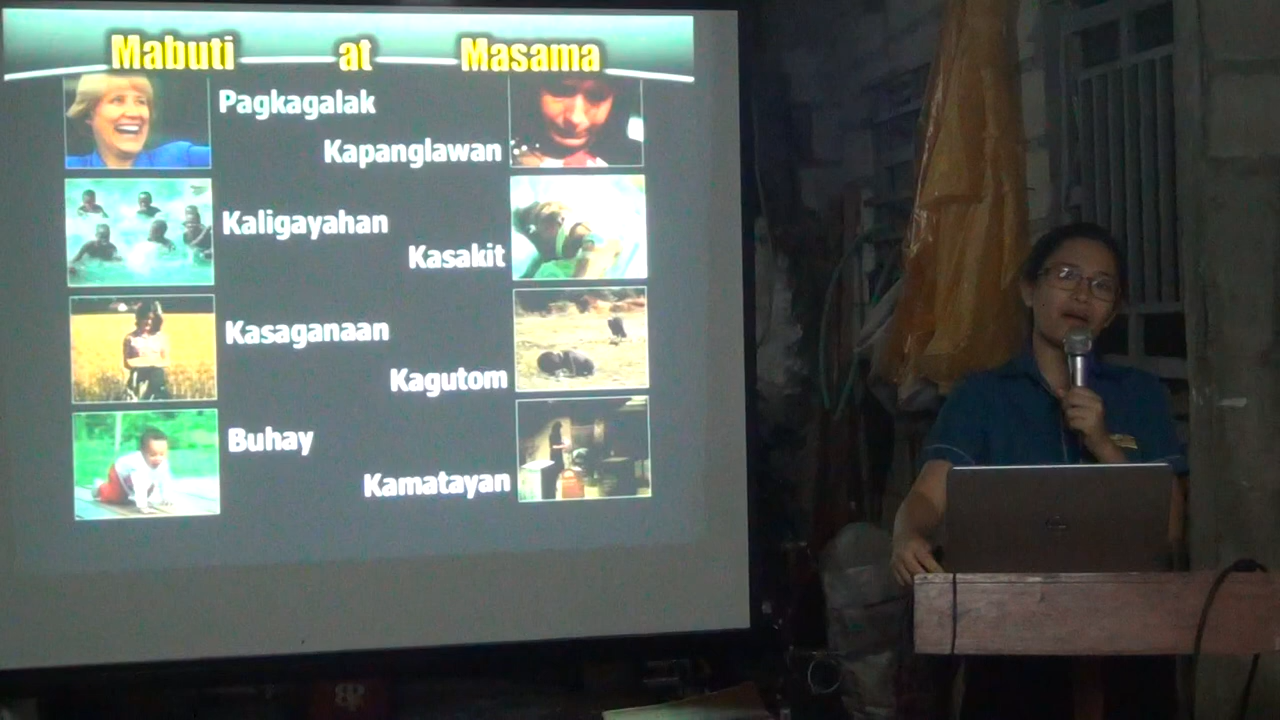 Mabuti at Masama
Pagkagalak
Kapanglawan
Kaligayahan
Kasakit
Kasaganaan
Kagutom
Buhay
Kamatayan